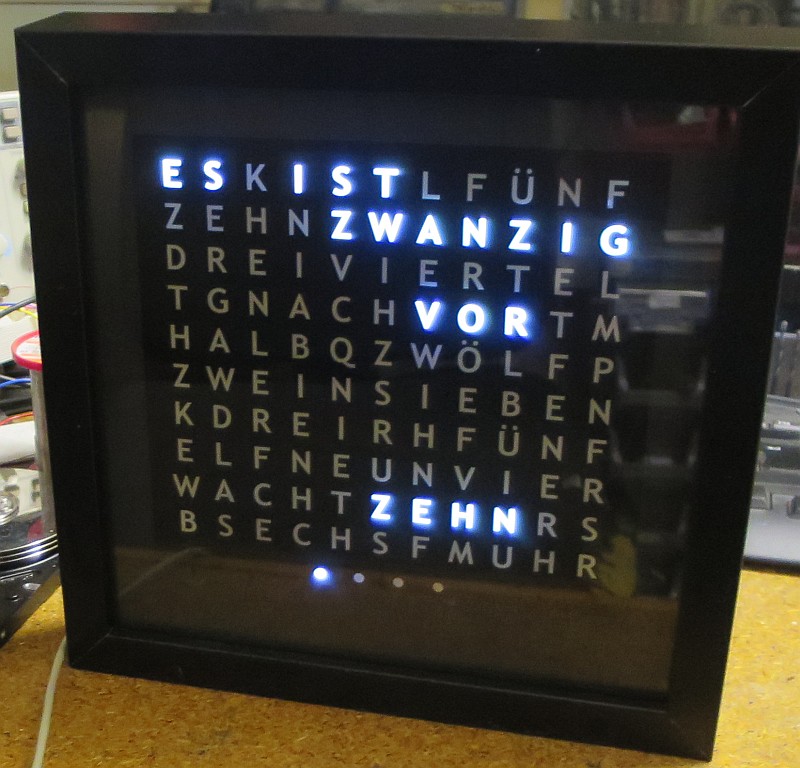 ESKISTLFÜNF
ZEHNZWANZIG
DREIVIERTEL
TGNACHVORTM
HALBQZWÖLFP
ZWEINSIEBEN
KDREIRHFÜNF
ELFNEUNVIER
WACHTZEHNRS
BSECHSFMUHR